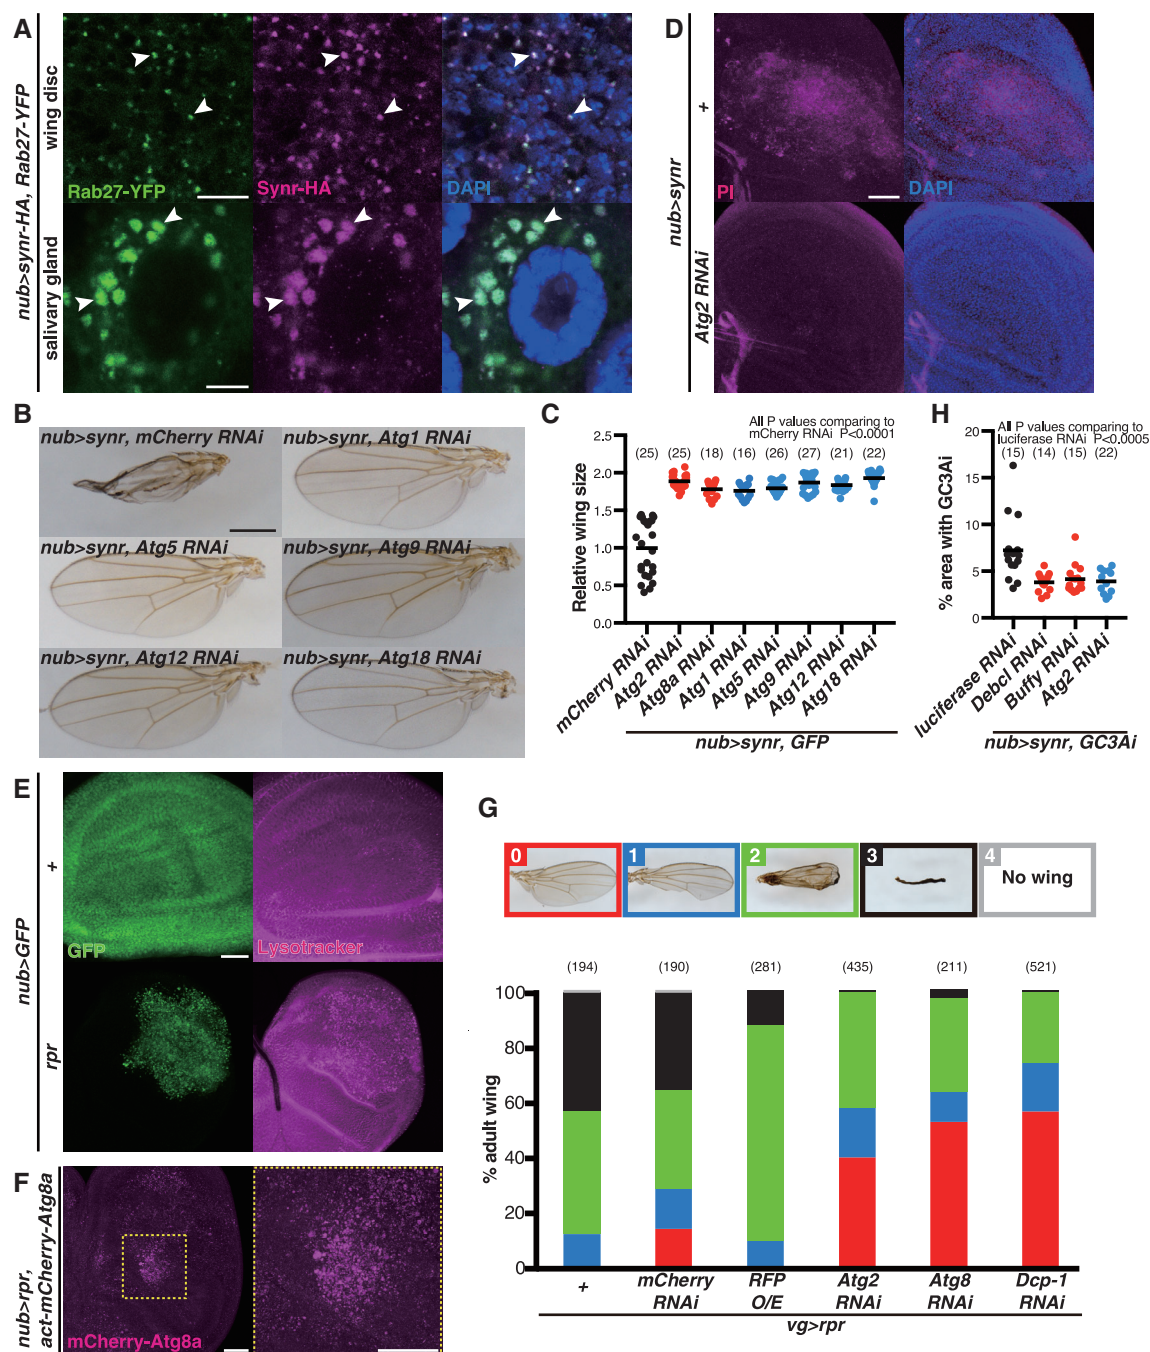 A
nub>synr-HA, Rab27-YFP
wing disc
Rab27-YFP
Synr-HA
DAPI
salivary gland
B
nub>synr, mCherry RNAi
nub>synr, Atg1 RNAi
nub>synr, Atg5 RNAi
nub>synr, Atg9 RNAi
nub>synr, Atg12 RNAi
nub>synr, Atg18 RNAi
C
All P values comparing to
mCherry RNAi P<0.0001
Relative wing size
2.5
2.0
1.5
1.0
0.5
0.0
(25) (25) (18) (16) (26) (27) (21) (22)
mCherry RNAi
Atg2 RNAi
Atg8a RNAi
Atg1 RNAi
Atg5 RNAi
Atg9 RNAi
Atg12 RNAi
Atg18 RNAi
nub>synr, GFP
D
nub>synr
+
PI
DAPI
Atg2 RNAi
H
All P values comparing to
luciferase RNAi P<0.0005
(15) (14) (15) (22)
% area with GC3Ai
20
15
10
5
0
luciferase RNAi
Debcl RNAi
Buffy RNAi
Atg2 RNAi
nub>synr, GC3Ai
E
nub>GFP
+
GFP
Lysotracker
rpr
F
nub>rpr,
act-mCherry-Atg8a
mCherry-Atg8a
G
0
1
2
3
4
No wing
(194) (190) (281) (435) (211) (521)
% adult wing
100
80
60
40
20
0
+
mCherry
RNAi
RFP
O/E
Atg2
RNAi
Atg8
RNAi
Dcp-1
RNAi
vg>rpr